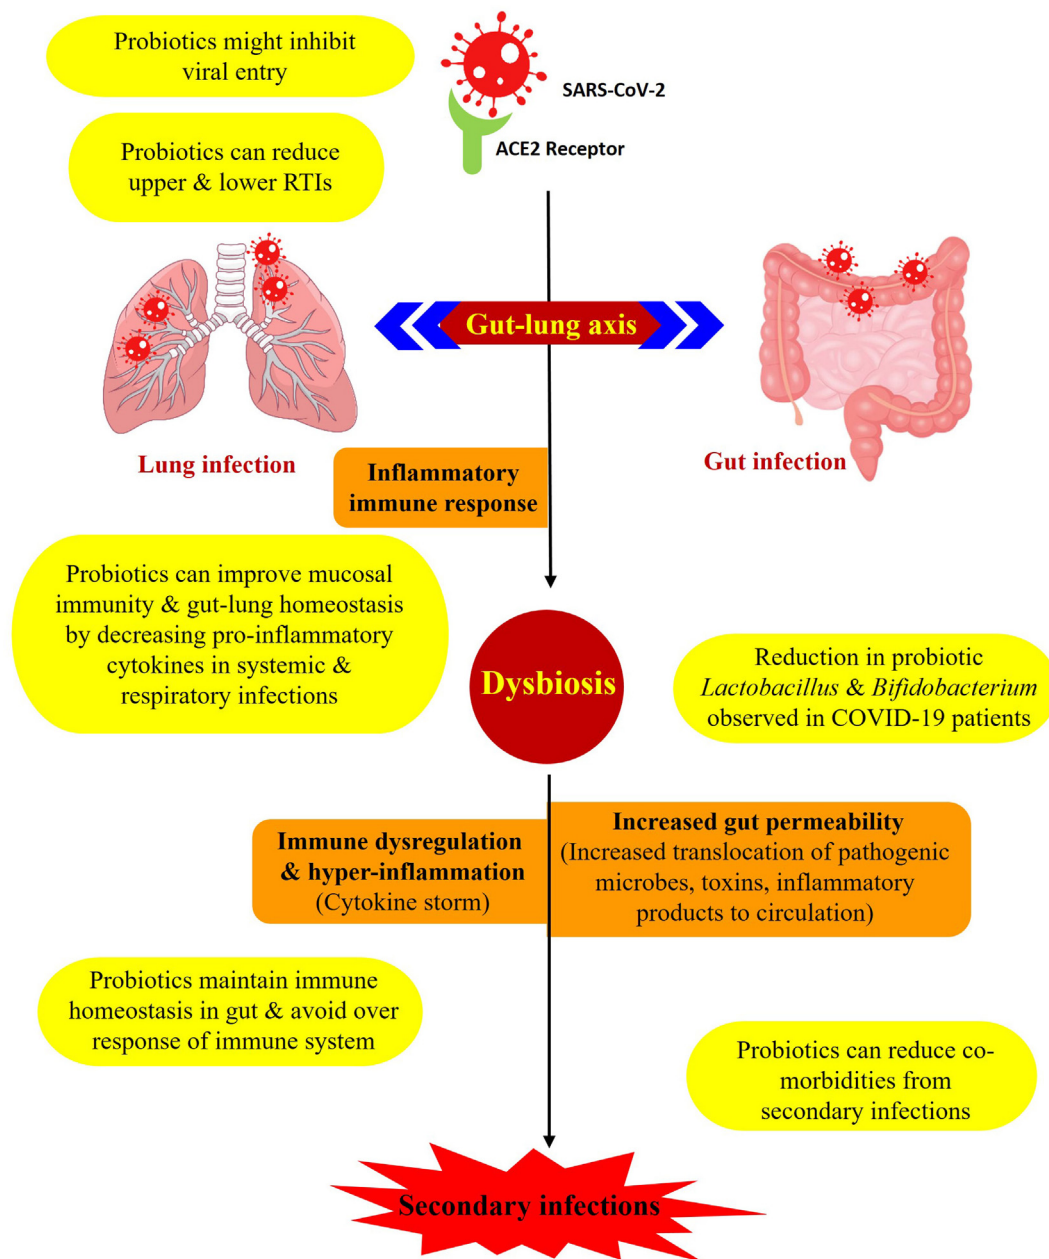 Probiotics might inhibit
viral entry
SARS-CoV-2
ACE2 Receptor
Probiotics can reduce
upper & lower RTIs
Gut-lung axis
Lung infection
Gut infection
Inflammatory
immune response
Probiotics can improve mucosal
immunity & gut-lung homeostasis
by decreasing pro-inflammatory
cytokines in systemic &
respiratory infections
Dysbiosis
Reduction in probiotic
Lactobacillus & Bifidobacterium
observed in COVID-19 patients
Immune dysregulation
& hyper-inflammation
(Cytokine storm)
Increased gut permeability
(Increased translocation of pathogenic
microbes, toxins, inflammatory
products to circulation)
Probiotics maintain immune
homeostasis in gut & avoid over
response of immune system
Probiotics can reduce co-
morbidities from
secondary infections
Secondary infections